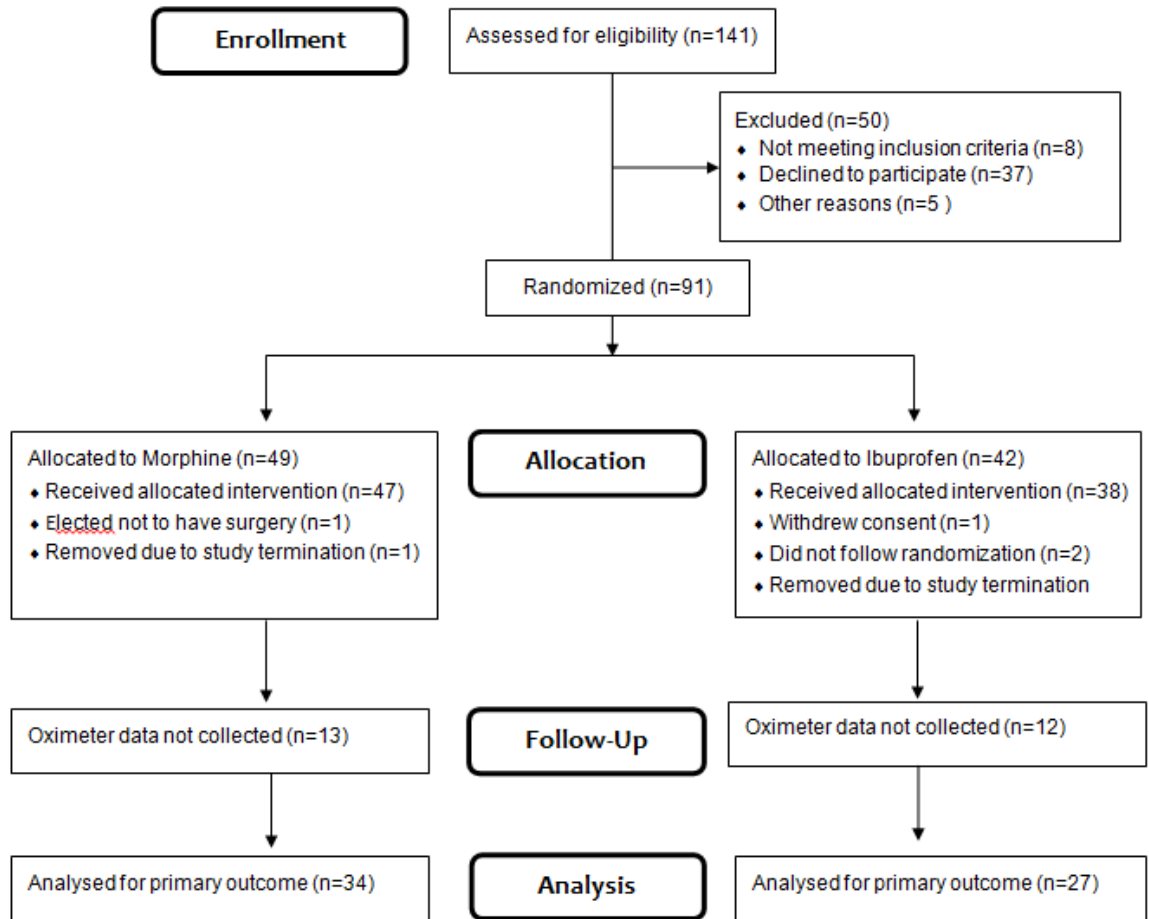 Enrollment
Assessed for eligibility (n=141)
Excluded (n=50)
⬧ Not meeting inclusion criteria (n=8)
⬧ Declined to participate (n=37)
⬧ Other reasons (n=5 )
Randomized (n=91)
Allocated to Morphine (n=49)
⬧ Received allocated intervention (n=47)
⬧ Elected not to have surgery (n=1)
⬧ Removed due to study termination (n=1)
Allocation
Allocated to Ibuprofen (n=42)
⬧ Received allocated intervention (n=38)
⬧ Withdrew consent (n=1)
⬧ Did not follow randomization (n=2)
⬧ Removed due to study termination
Oximeter data not collected (n=13)
Follow-Up
Oximeter data not collected (n=12)
Analysed for primary outcome (n=34)
Analysis
Analysed for primary outcome (n=27)